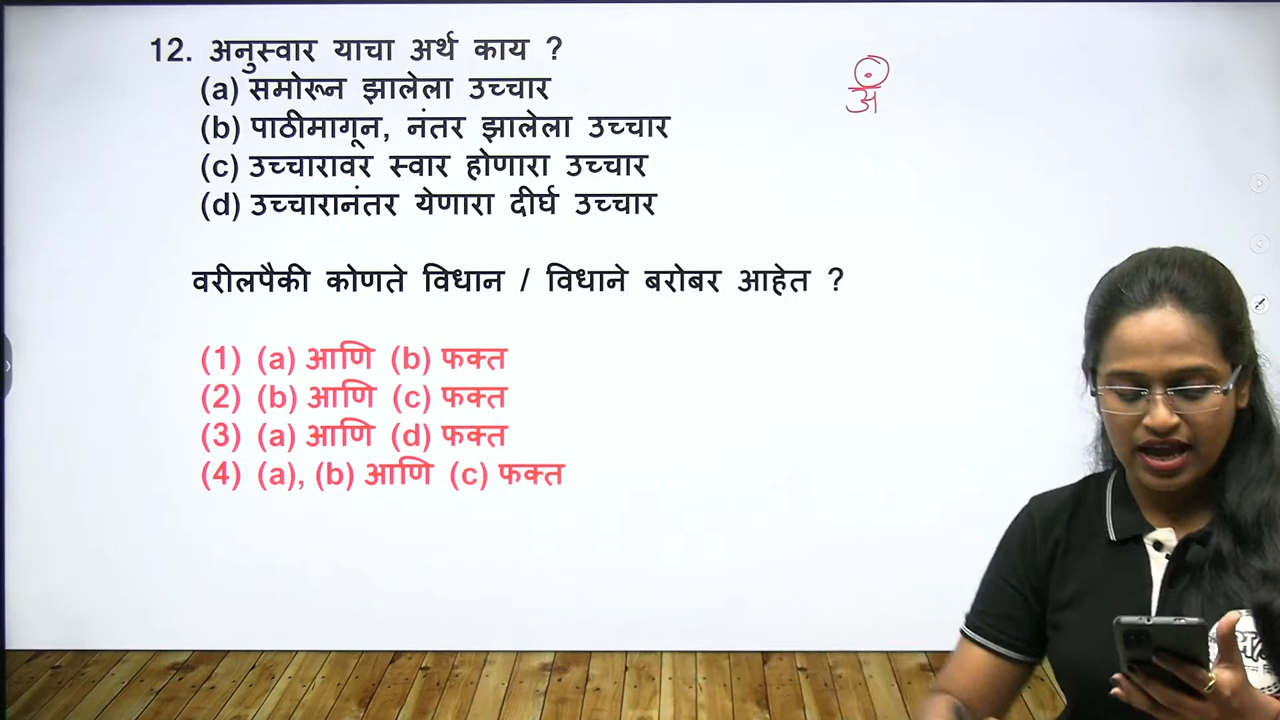 12. अनुस्वार याचा अर्थ काय ?
(a) समोरून झालेला उच्चार
(b) पाठीमागून, नंतर झालेला उच्चार
(c) उच्चारावर स्वार होणारा उच्चार
(d) उच्चारानंतर येणारा दीर्घ उच्चार
वरीलपैकी कोणते विधान / विधाने बरोबर आहेत ?
(1) (a) आणि (b) फक्त
(2) (b) आणि (c) फक्त
(3) (a) आणि (d) फक्त
(4) (a), (b) आणि (c) फक्त
अं